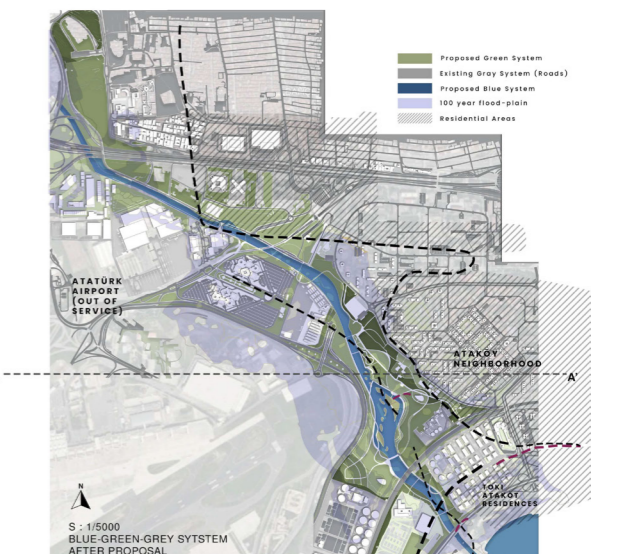 Proposed Green System
Existing Gray System (Roads)
Proposed Blue System
100 year flood-plain
Residential Areas
ATATÜRK
AIRPORT
(OUT OF
SERVICE)
ATAKÖY
NEIGHBORHOOD
A'
TOKI
ATAKÖY
RESIDENCES
N
S : 1/5000
BLUE-GREEN-GREY SYTSTEM
AFTER PROPOSAL